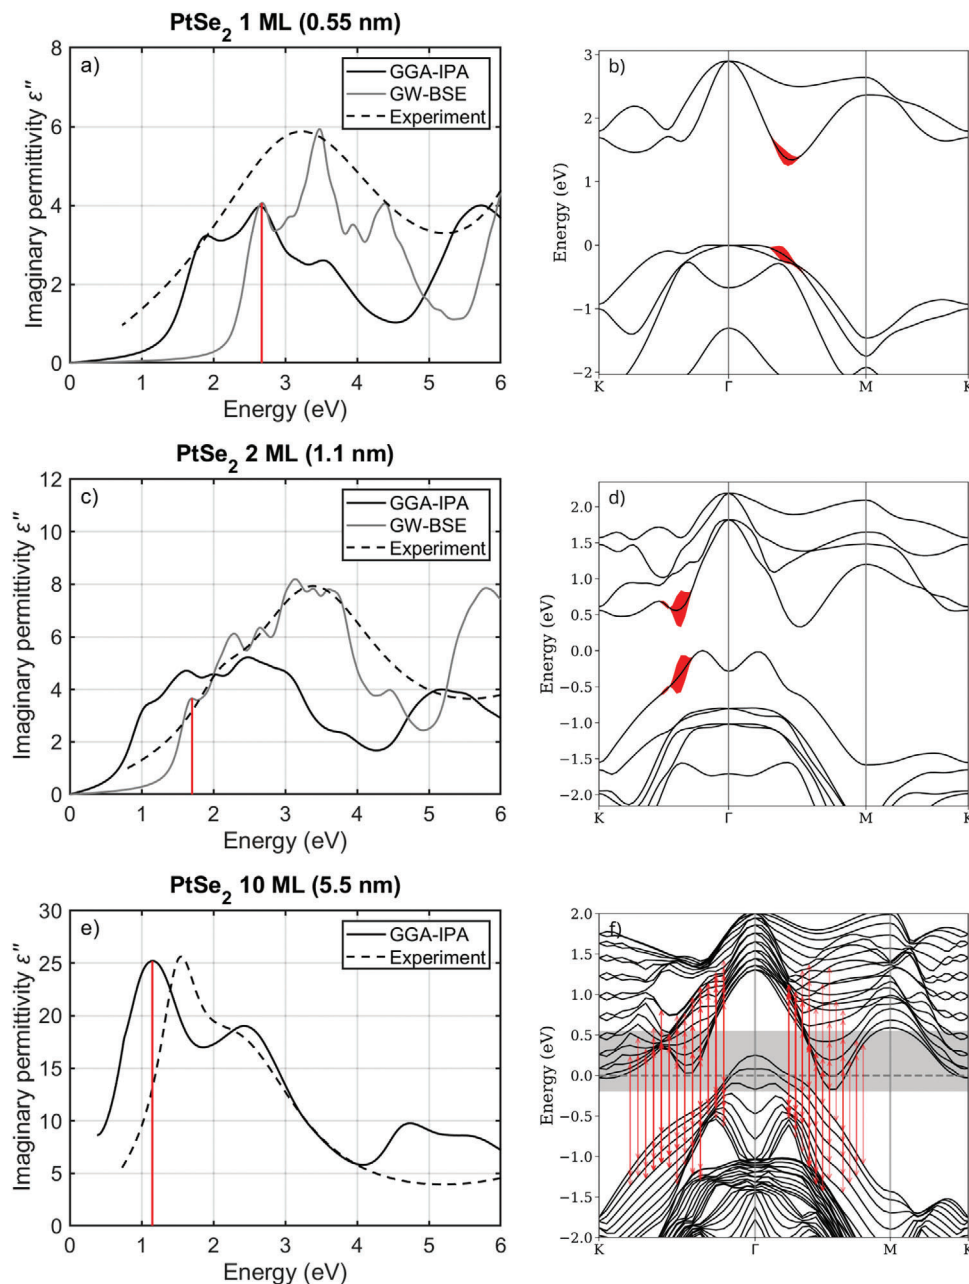 PtSe₂ 1 ML (0.55 nm)
a)
GGA-IPA
GW-BSE
Experiment
8
6
4
2
0
Imaginary permittivity ε″
0 1 2 3 4 5 6
Energy (eV)
b)
3
2
1
0
−1
−2
Energy (eV)
K Γ M K
PtSe₂ 2 ML (1.1 nm)
c)
GGA-IPA
GW-BSE
Experiment
12
10
8
6
4
2
0
Imaginary permittivity ε″
0 1 2 3 4 5 6
Energy (eV)
d)
2.0
1.5
1.0
0.5
0.0
−0.5
−1.0
−1.5
−2.0
Energy (eV)
K Γ M K
PtSe₂ 10 ML (5.5 nm)
e)
GGA-IPA
Experiment
30
25
20
15
10
5
0
Imaginary permittivity ε″
0 1 2 3 4 5 6
Energy (eV)
f)
2.0
1.5
1.0
0.5
0.0
−0.5
−1.0
−1.5
−2.0
Energy (eV)
K Γ M K